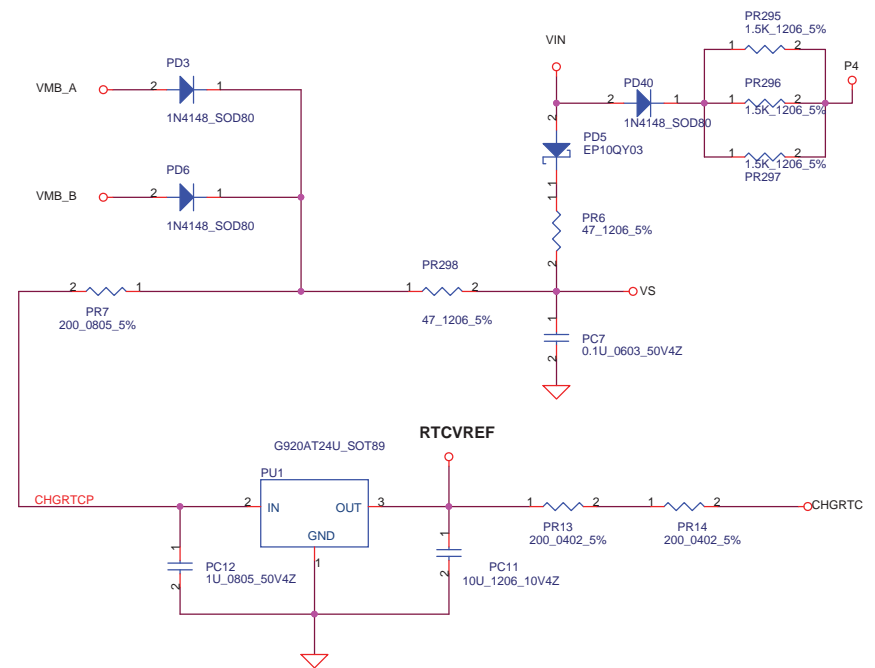 PR295
1.5K_1206_5%
1 2
VIN
P4
PD3
VMB_A
2 1
1N4148_SOD80
PD40
2 1
1N4148_SOD80
PR296
1 2
1.5K_1206_5%
2
PD5
EP10QY03
1
1 2
1.5K_1206_5%
PR297
PD6
VMB_B
2 1
1N4148_SOD80
1
PR6
47_1206_5%
2
PR298
2 1
1 2
VS
PR7
200_0805_5%
47_1206_5%
1
PC7
0.1U_0603_50V4Z
2
RTCVREF
G920AT24U_SOT89
PU1
CHGRTCP
2
IN
OUT
3
GND
1
1 2
1 2
CHGRTC
PR13
200_0402_5%
PR14
200_0402_5%
1
PC12
1U_0805_50V4Z
2
1
PC11
10U_1206_10V4Z
2